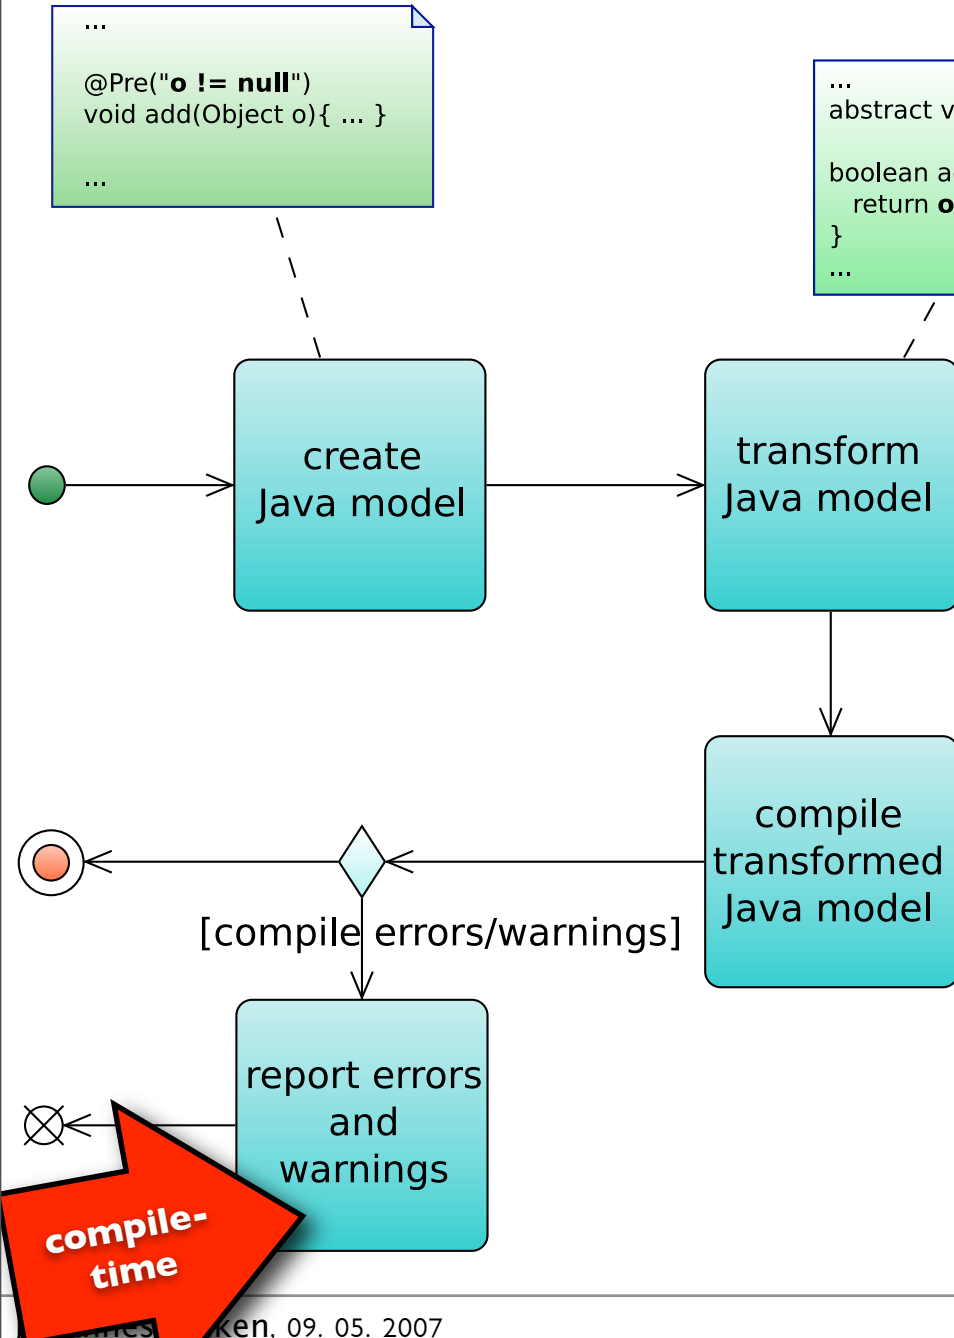 ...
@Pre("o != null")
void add(Object o){ ... }
...
...
abstract v
boolean a
return o
}
...
create
Java model
transform
Java model
compile
transformed
Java model
[compile errors/warnings]
report errors
and
warnings
compile-
time
09. 05. 2007